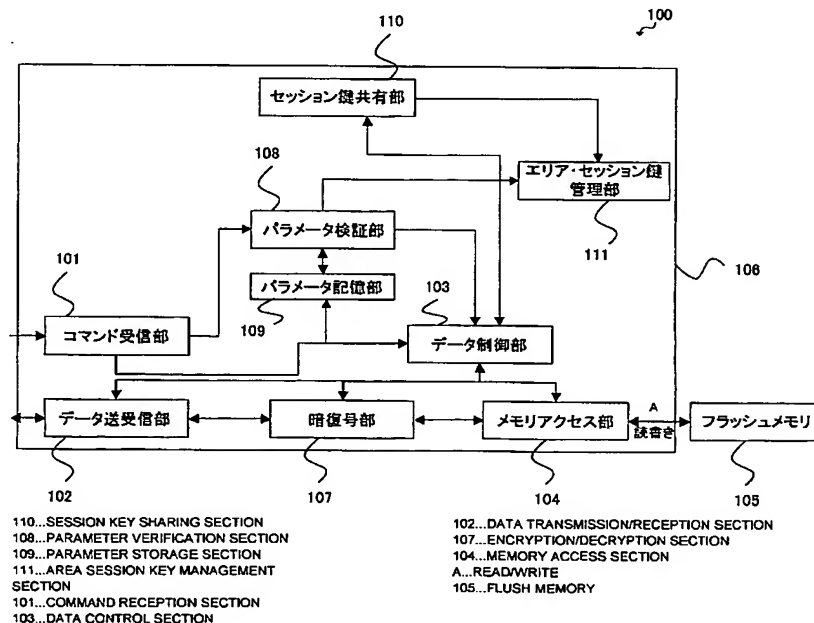 100
110
セッション鍵共有部
108
エリア・セッション鍵
管理部
パラメータ検証部
111
101
106
パラメータ記憶部
103
109
コマンド受信部
データ制御部
データ送受信部
暗復号部
メモリアクセス部
A
読書き
フラッシュメモリ
102
107
104
105
110...SESSION KEY SHARING SECTION
108...PARAMETER VERIFICATION SECTION
109...PARAMETER STORAGE SECTION
111...AREA SESSION KEY MANAGEMENT
SECTION
101...COMMAND RECEPTION SECTION
103...DATA CONTROL SECTION
102...DATA TRANSMISSION/RECEPTION SECTION
107...ENCRYPTION/DECRYPTION SECTION
104...MEMORY ACCESS SECTION
A...READ/WRITE
105...FLUSH MEMORY